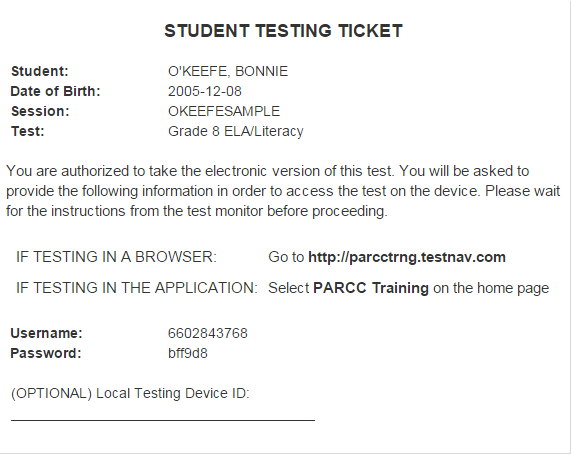 STUDENT TESTING TICKET
Student: O'KEEFE, BONNIE
Date of Birth: 2005-12-08
Session: OKEEFESAMPLE
Test: Grade 8 ELA/Literacy
You are authorized to take the electronic version of this test. You will be asked to
provide the following information in order to access the test on the device. Please wait
for the instructions from the test monitor before proceeding.
IF TESTING IN A BROWSER: Go to http://parcctrng.testnav.com
IF TESTING IN THE APPLICATION: Select PARCC Training on the home page
Username: 6602843768
Password: bff9d8
(OPTIONAL) Local Testing Device ID: